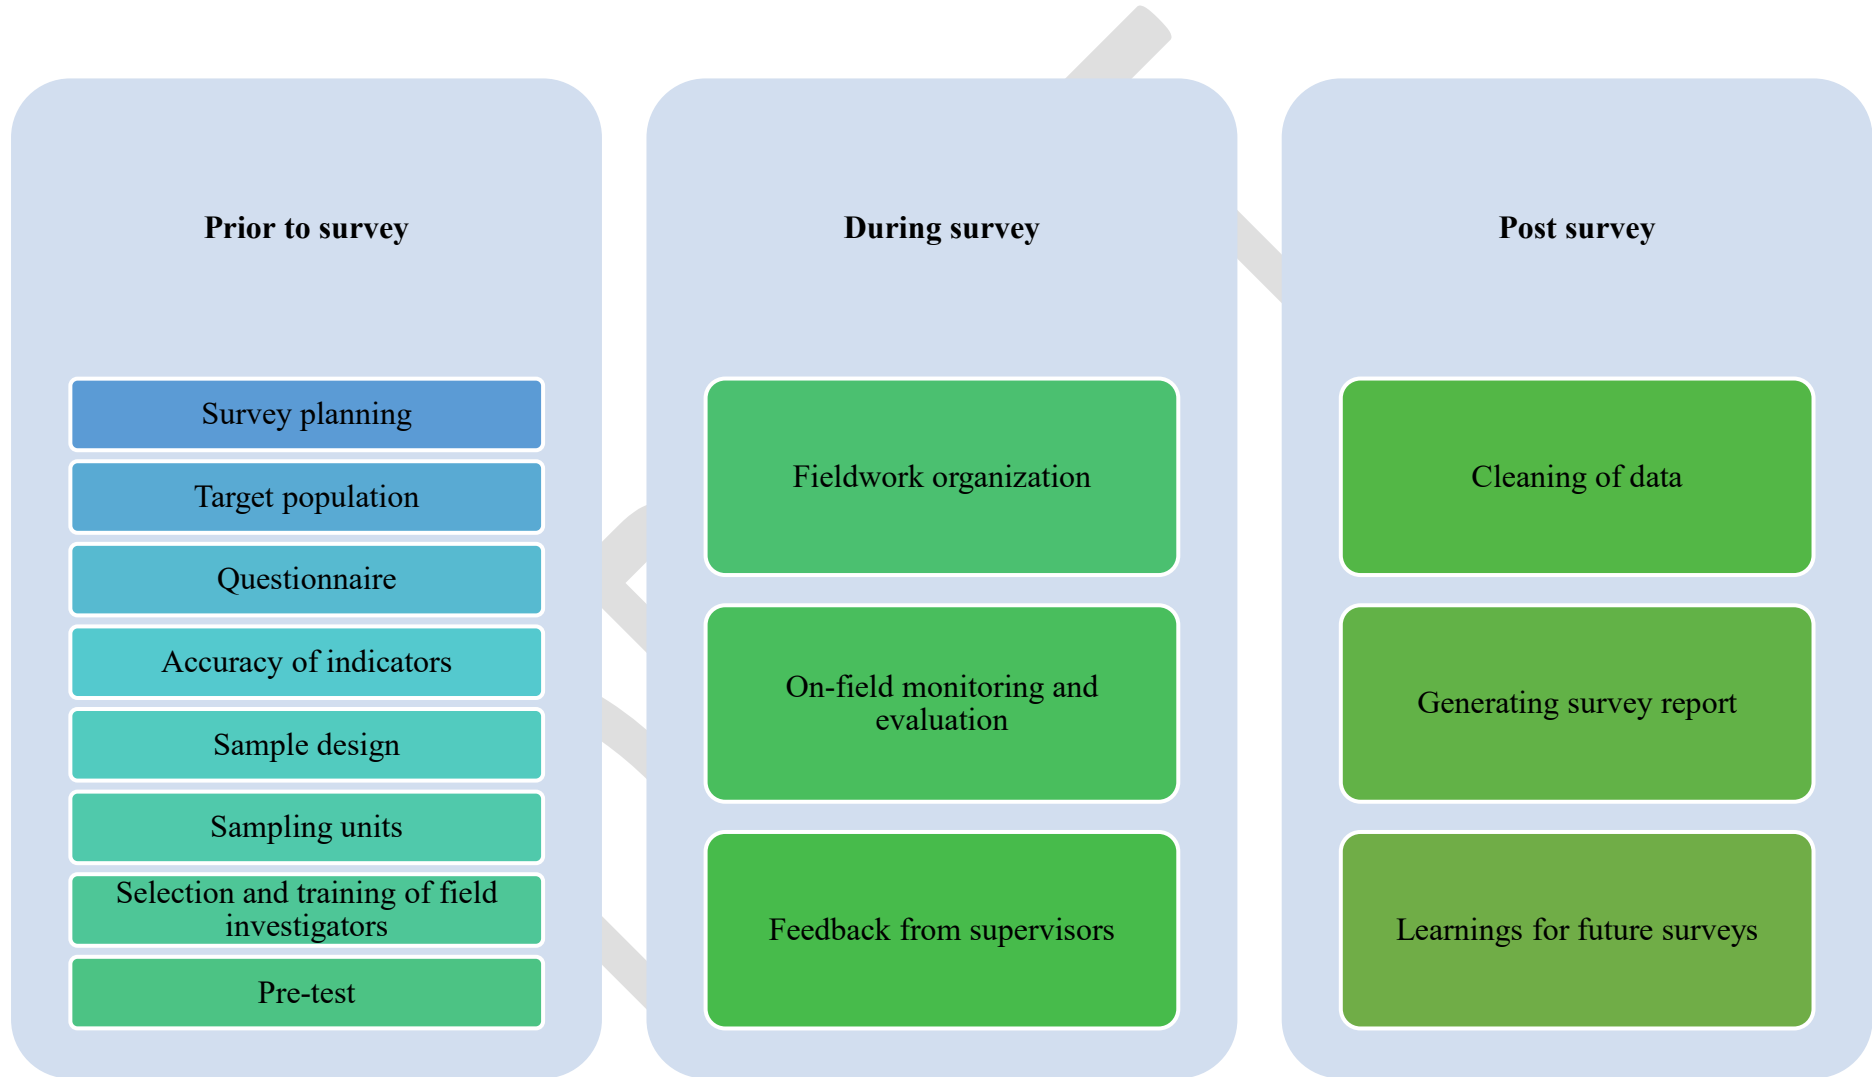 Prior to survey
Survey planning
Target population
Questionnaire
Accuracy of indicators
Sample design
Sampling units
Selection and training of field
investigators
Pre-test
During survey
Fieldwork organization
On-field monitoring and
evaluation
Feedback from supervisors
Post survey
Cleaning of data
Generating survey report
Learnings for future surveys